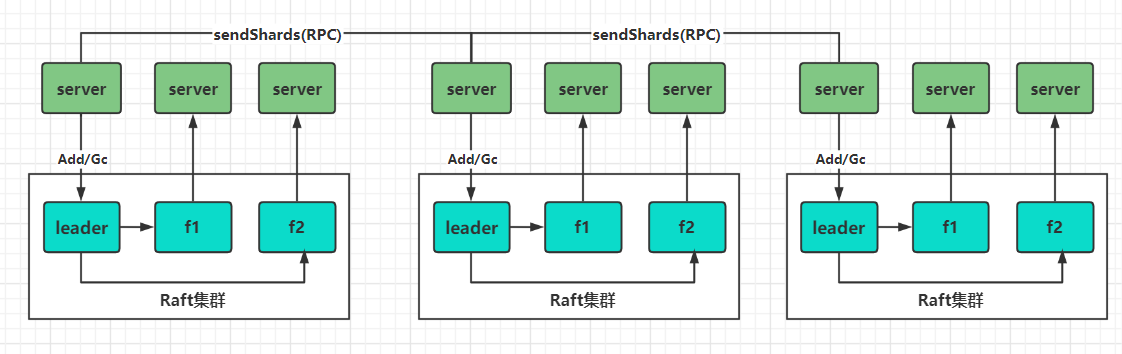 sendShards(RPC)
sendShards(RPC)
server
server
server
server
server
server
server
server
server
Add/Gc
Add/Gc
Add/Gc
leader
f1
f2
leader
f1
f2
leader
f1
f2
Raft集群
Raft集群
Raft集群